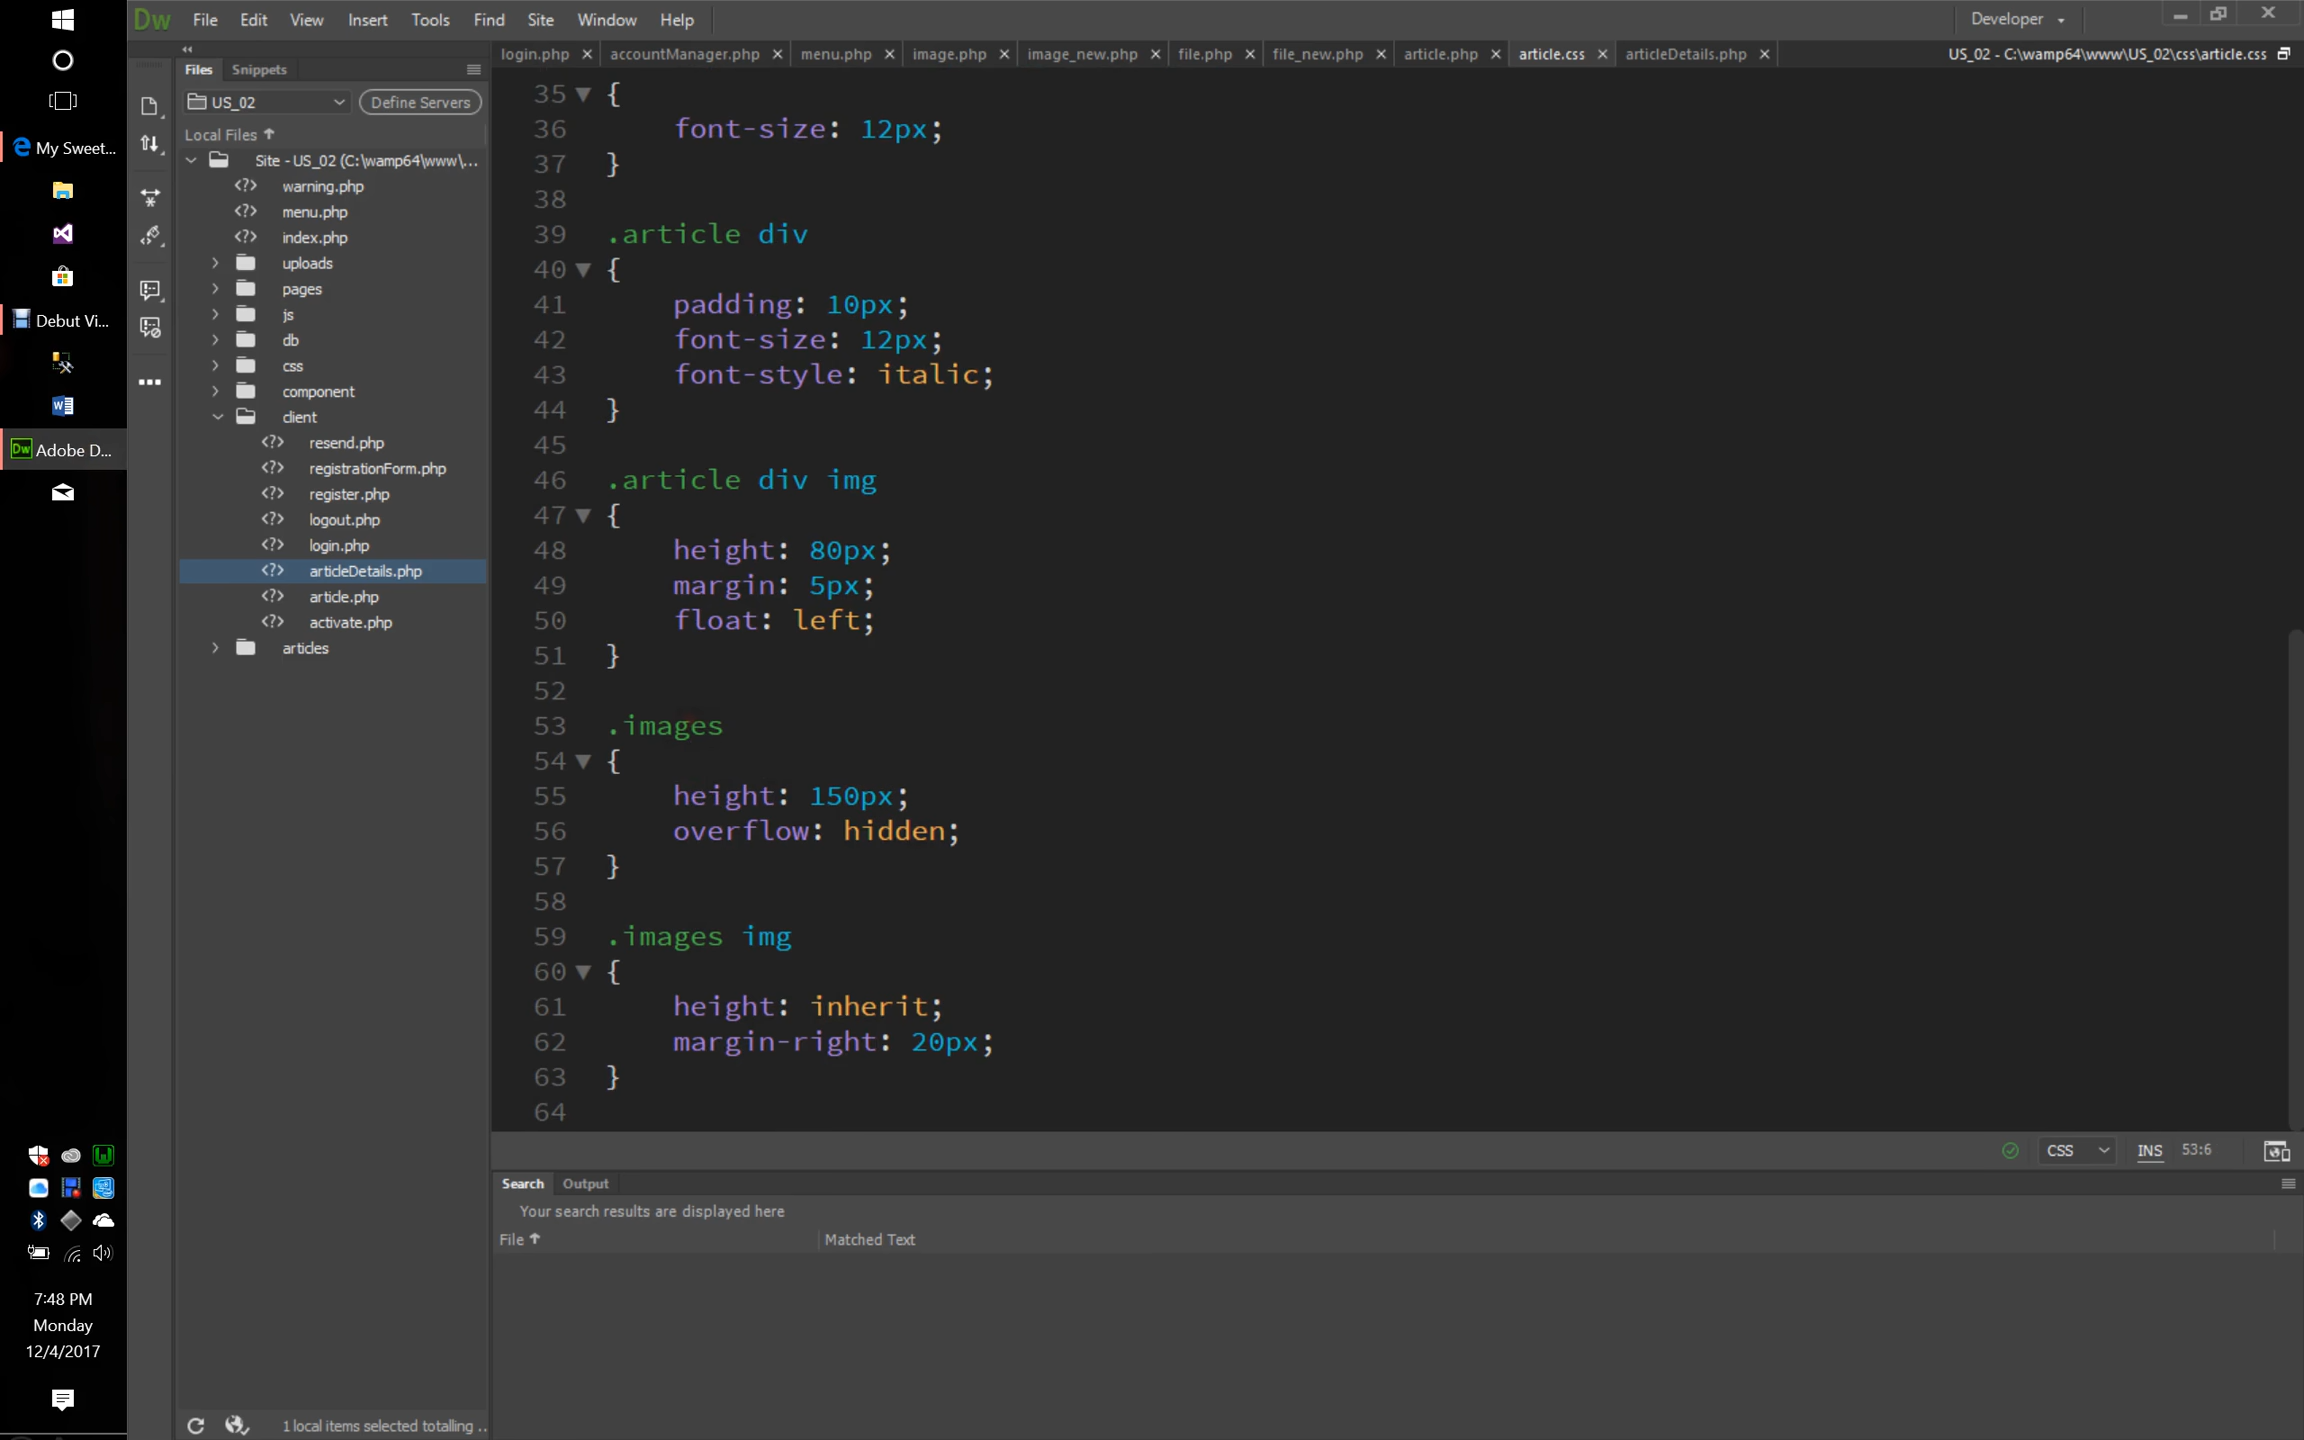 Dw File Edit View Insert Tools Find Site Window Help Developer
login.php accountManager.php menu.php image.php image_new.php file.php file_new.php article.php article.css articleDetails.php US_02 - C:\wamp64\www\US_02\css\article.css
Files Snippets
US_02 Define Servers
Local Files
Site - US_02 (C:\wamp64\www\...
warning.php
menu.php
index.php
uploads
pages
js
db
css
component
client
resend.php
registrationForm.php
register.php
logout.php
login.php
articleDetails.php
article.php
activate.php
articles
1 local items selected totalling ..
My Sweet...
Debut Vi...
Dw Adobe D...
7:48 PM
Monday
12/4/2017
35 {
36 font-size: 12px;
37 }
38
39 .article div
40 {
41 padding: 10px;
42 font-size: 12px;
43 font-style: italic;
44 }
45
46 .article div img
47 {
48 height: 80px;
49 margin: 5px;
50 float: left;
51 }
52
53 .images
54 {
55 height: 150px;
56 overflow: hidden;
57 }
58
59 .images img
60 {
61 height: inherit;
62 margin-right: 20px;
63 }
64
CSS INS 53:6
Search Output
Your search results are displayed here
File Matched Text